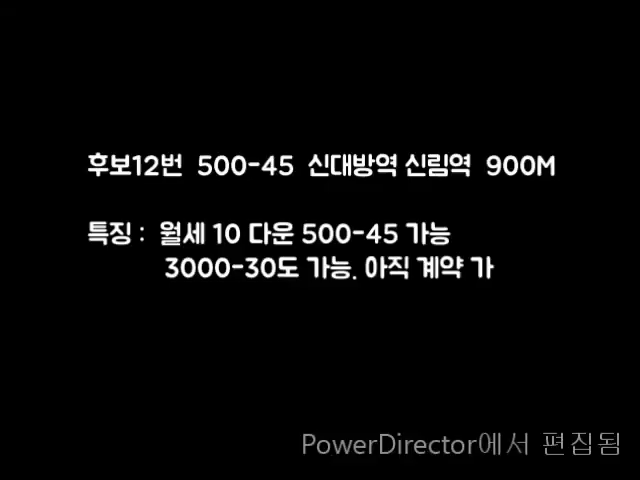 후보12번 500-45 신대방역 신림역 900M
특징 : 월세 10 다운 500-45 가능
3000-30도 가능. 아직 계약 가
PowerDirector에서 편집됨